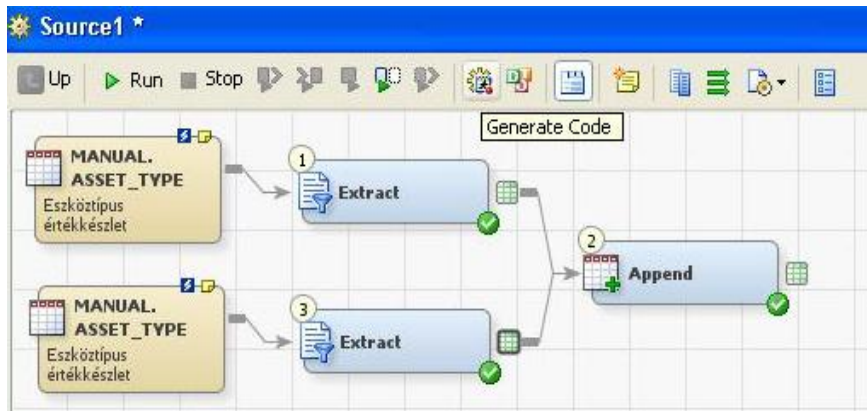 Source1 *
Up Run Stop
Generate Code
MANUAL.
ASSET_TYPE
Eszköztípus
értékkészlet
1
Extract
2
Append
MANUAL.
ASSET_TYPE
Eszköztípus
értékkészlet
3
Extract